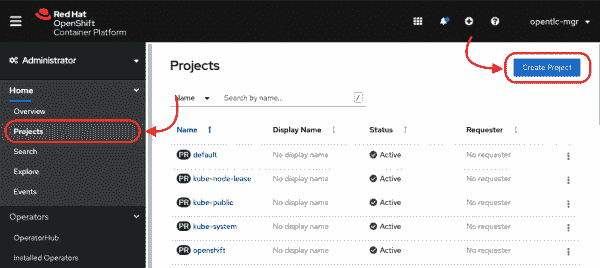 Red Hat
OpenShift
Container Platform
opentlc-mgr
Administrator
Home
Overview
Projects
Search
Explore
Events
Operators
OperatorHub
Installed Operators
Projects
Create Project
Name Search by name... /
Name Display Name Status Requester
PR default No display name Active No requester
PR kube-node-lease No display name Active No requester
PR kube-public No display name Active No requester
PR kube-system No display name Active No requester
PR openshift No display name Active No requester